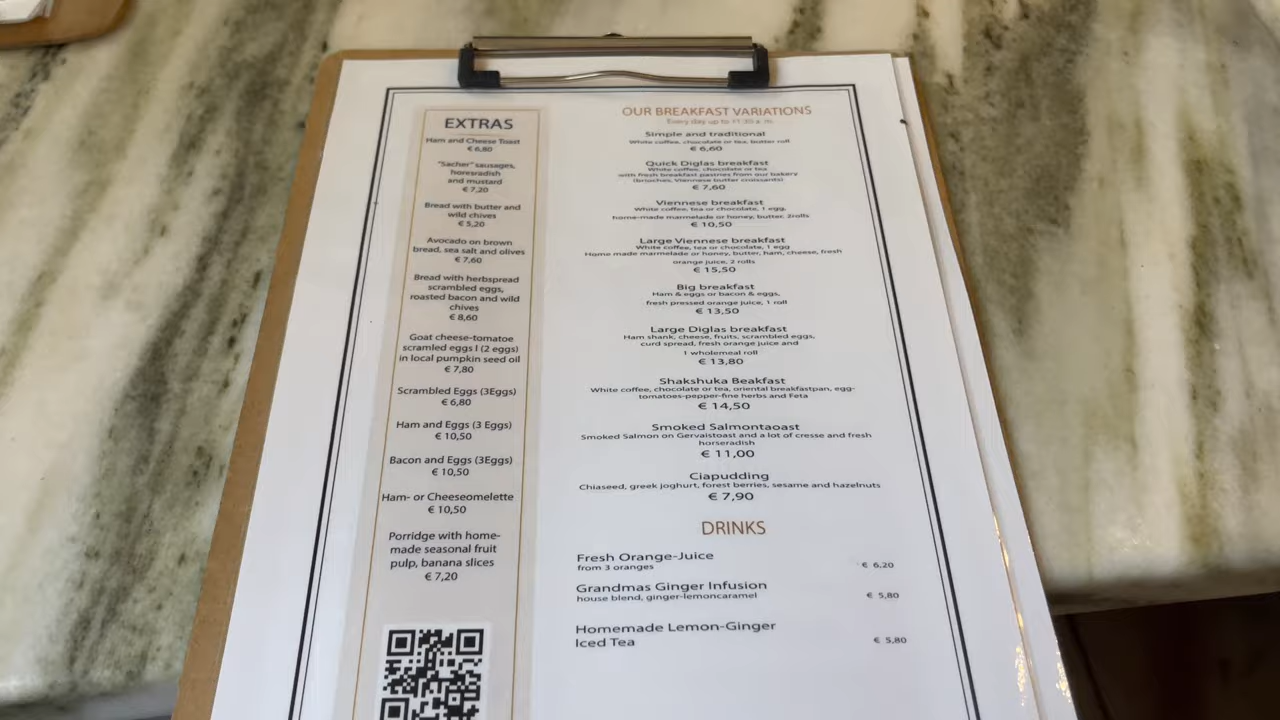 EXTRAS
Ham and Cheese Toast
€ 6,80
"Sacher" sausages,
horesradish
and mustard
€ 7,20
Bread with butter and
wild chives
€ 5,20
Avocado on brown
bread, sea salt and olives
€ 7,60
Bread with herbspread
scrambled eggs,
roasted bacon and wild
chives
€ 8,60
Goat cheese-tomatoe
scramled eggs I (2 eggs)
in local pumpkin seed oil
€ 7,80
Scrambled Eggs (3Eggs)
€ 6,80
Ham and Eggs (3 Eggs)
€ 10,50
Bacon and Eggs (3Eggs)
€ 10,50
Ham- or Cheeseomelette
€ 10,50
Porridge with home-
made seasonal fruit
pulp, banana slices
€ 7,20
OUR BREAKFAST VARIATIONS
Every day up to
Simple and traditional
White coffee, chocolate or tea, butter roll
€ 6,60
Quick Diglas breakfast
White coffee, chocolate or tea
with fresh breakfast pastries from our bakery
(brioches, Viennese butter croissants)
€ 7,60
Viennese breakfast
White coffee, tea or chocolate, 1 egg,
home-made marmelade or honey, butter, 2rolls
€ 10,50
Large Viennese breakfast
White coffee, tea or chocolate, 1 egg
Home made marmelade or honey, butter, ham, cheese, fresh
orange juice, 2 rolls
€ 15,50
Big breakfast
Ham & eggs or bacon & eggs,
fresh pressed orange juice, 1 roll
€ 13,50
Large Diglas breakfast
Ham shank, cheese, fruits, scrambled eggs,
curd spread, fresh orange juice and
1 wholemeal roll
€ 13,80
Shakshuka Beakfast
White coffee, chocolate or tea, oriental breakfastpan, egg-
tomatoes-pepper-fine herbs and Feta
€ 14,50
Smoked Salmontaoast
Smoked Salmon on Gervaistoast and a lot of cresse and fresh
horseradish
€ 11,00
Ciapudding
Chiaseed, greek joghurt, forest berries, sesame and hazelnuts
€ 7,90
DRINKS
Fresh Orange-Juice
from 3 oranges
€ 6,20
Grandmas Ginger Infusion
house blend, ginger-lemoncaramel
€ 5,80
Homemade Lemon-Ginger
Iced Tea
€ 5,80